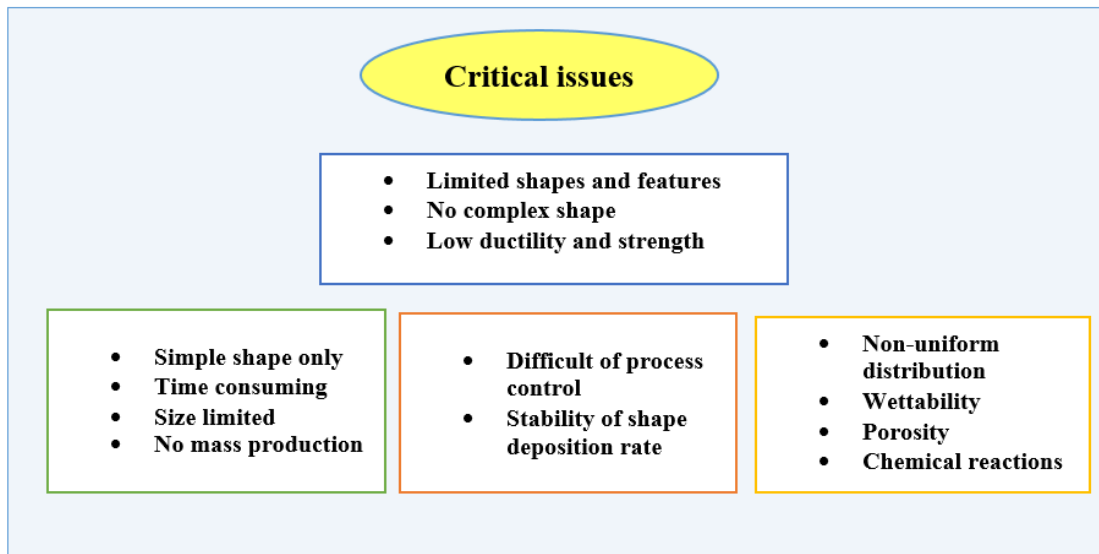 Critical issues
• Limited shapes and features
• No complex shape
• Low ductility and strength
• Simple shape only
• Time consuming
• Size limited
• No mass production
• Difficult of process
control
• Stability of shape
deposition rate
• Non-uniform
distribution
• Wettability
• Porosity
• Chemical reactions